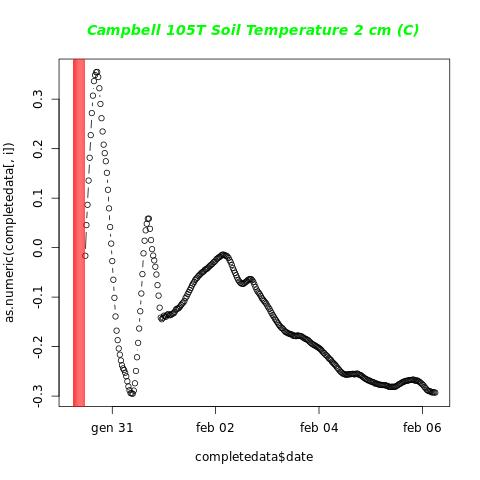 Campbell 105T Soil Temperature 2 cm (C)
as.numeric(completedata[, i])
0.3
0.2
0.1
0.0
-0.1
-0.2
-0.3
gen 31
feb 02
feb 04
feb 06
completedata$date